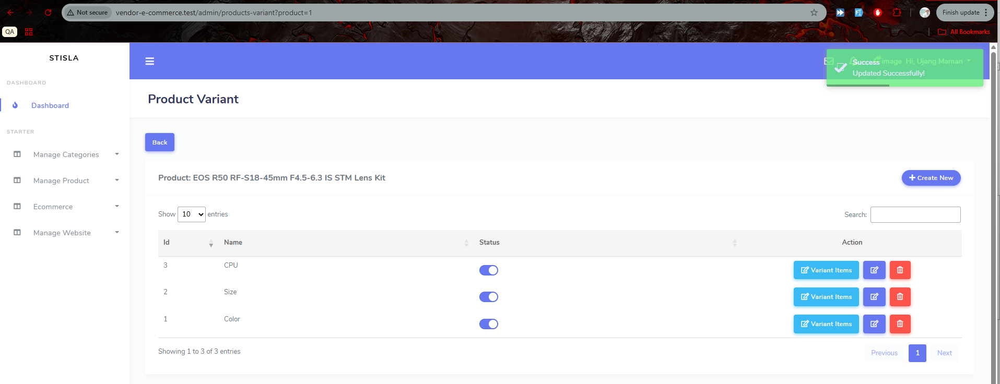 Not secure vendor-e-commerce.test/admin/products-variant?product=1 Finish update
QA All Bookmarks
STISLA
DASHBOARD
Dashboard
STARTER
Manage Categories
Manage Product
Ecommerce
Manage Website
image Hi, Ujang Maman
Success
Updated Successfully!
Product Variant
Back
Product: EOS R50 RF-S18-45mm F4.5-6.3 IS STM Lens Kit
Create New
Show 10 entries
Search:
Id Name Status Action
3 CPU Variant Items
2 Size Variant Items
1 Color Variant Items
Showing 1 to 3 of 3 entries
Previous 1 Next